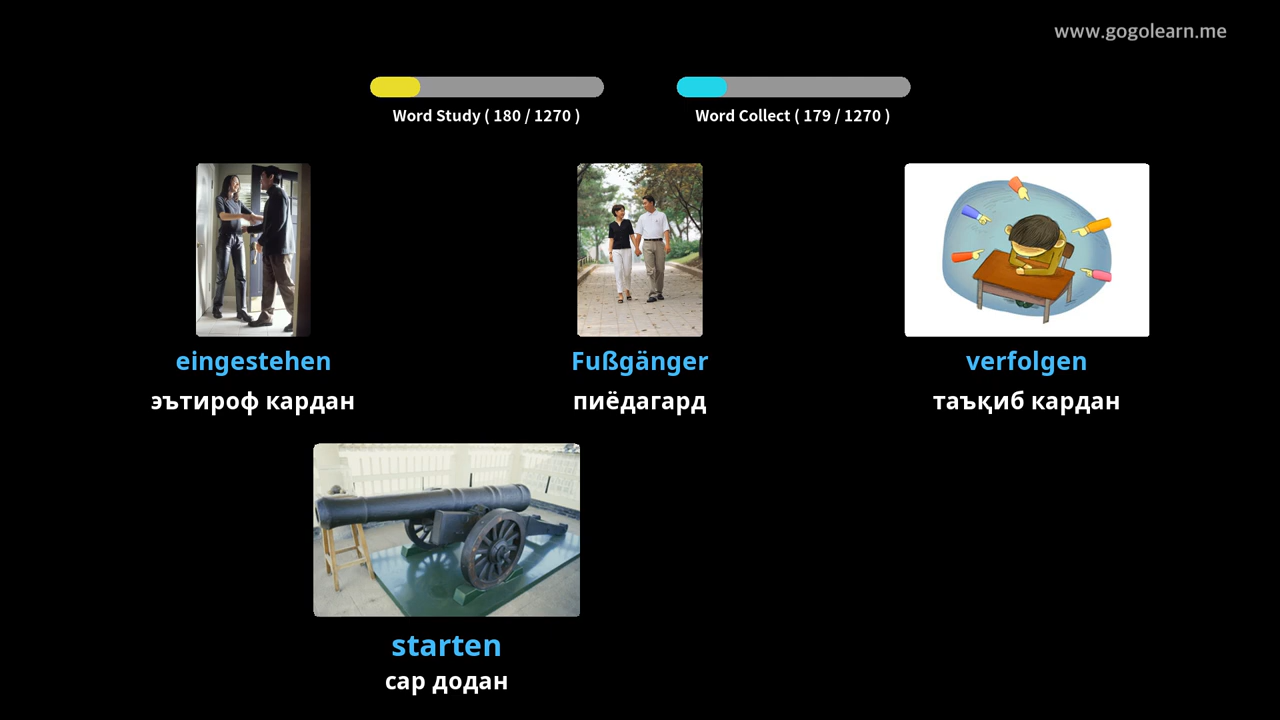 www.gogolearn.me
Word Study ( 180 / 1270 )
Word Collect ( 179 / 1270 )
eingestehen
эътироф кардан
Fußgänger
пиёдагард
verfolgen
таъқиб кардан
starten
сар додан